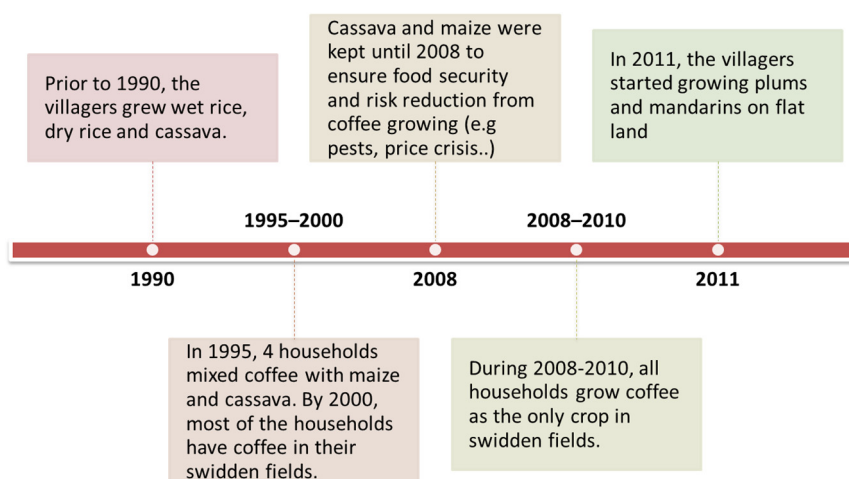 Prior to 1990, the
villagers grew wet rice,
dry rice and cassava.
Cassava and maize were
kept until 2008 to
ensure food security
and risk reduction from
coffee growing (e.g
pests, price crisis..)
In 2011, the villagers
started growing plums
and mandarins on flat
land
1995–2000
2008–2010
1990
2008
2011
In 1995, 4 households
mixed coffee with maize
and cassava. By 2000,
most of the households
have coffee in their
swidden fields.
During 2008-2010, all
households grow coffee
as the only crop in
swidden fields.